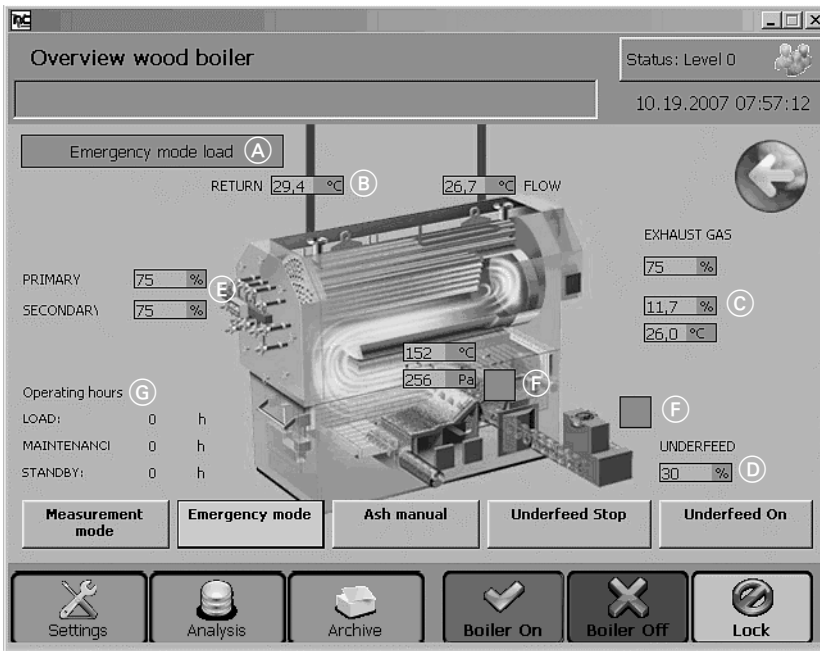 nc
Overview wood boiler
Status: Level 0
10.19.2007 07:57:12
Emergency mode load A
RETURN 29,4 °C B 26,7 °C FLOW
EXHAUST GAS
75 %
PRIMARY 75 %
E
SECONDARY 75 %
11,7 % C
26,0 °C
152 °C
256 Pa F
Operating hours G
LOAD: 0 h
F
MAINTENANCI 0 h
UNDERFEED
STANDBY: 0 h
30 % D
Measurement mode
Emergency mode
Ash manual
Underfeed Stop
Underfeed On
Settings
Analysis
Archive
Boiler On
Boiler Off
Lock